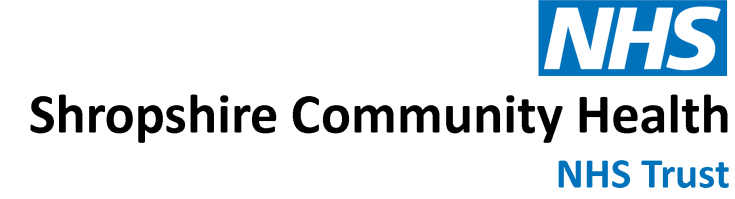 NHS
Shropshire Community Health
NHS Trust